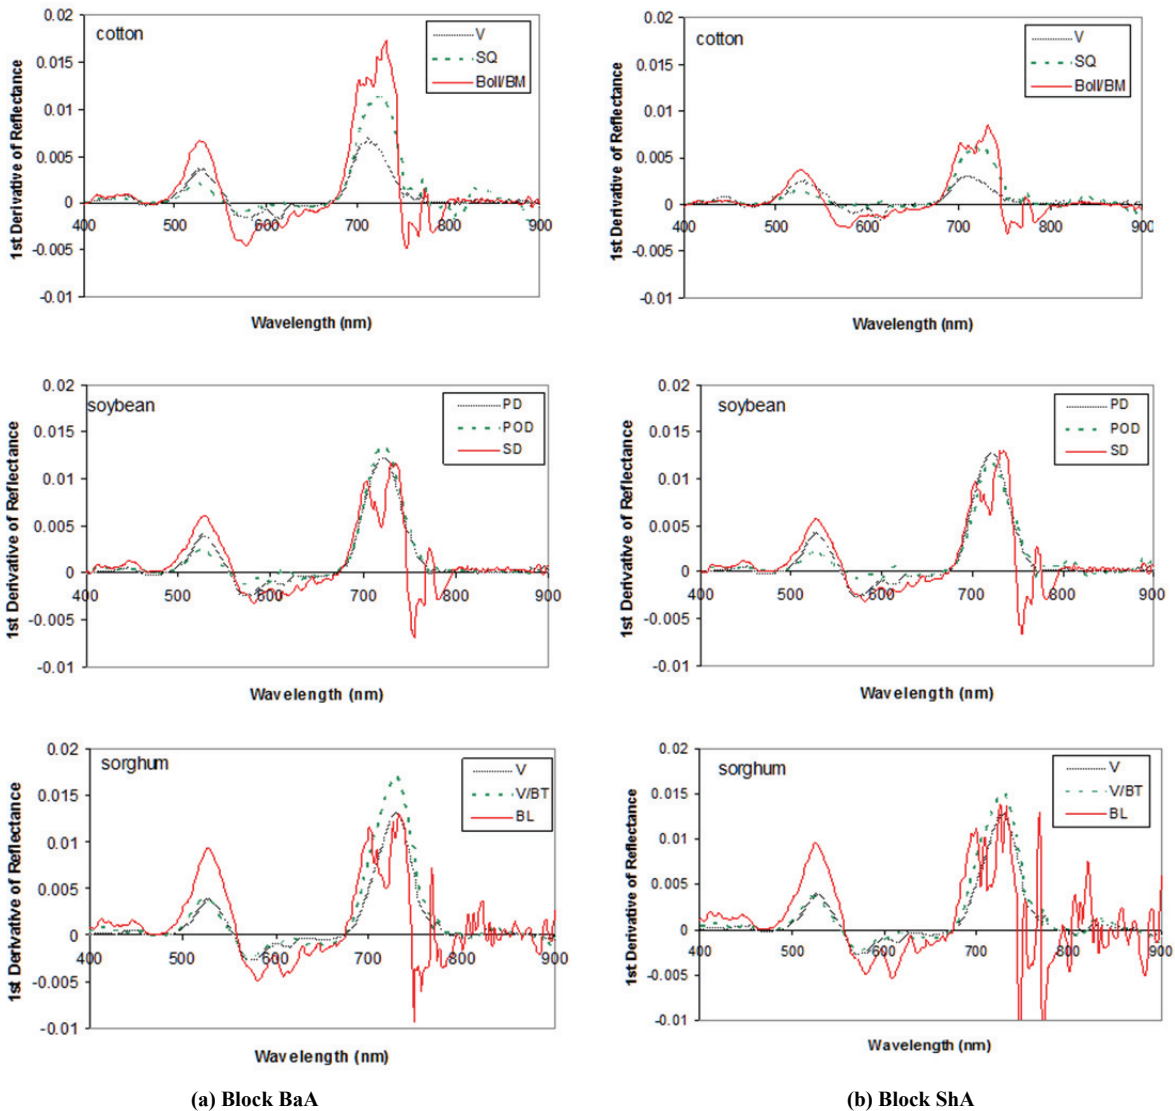 cotton
V
SQ
Boll/BM
1st Derivative of Reflectance
0.02
0.015
0.01
0.005
0
-0.005
-0.01
400 500 600 700 800 900
Wavelength (nm)
cotton
V
SQ
Boll/BM
1st Derivative of Reflectance
0.02
0.015
0.01
0.005
0
-0.005
-0.01
400 500 600 700 800 900
Wavelength (nm)
soybean
PD
POD
SD
1st Derivative of Reflectance
0.02
0.015
0.01
0.005
0
-0.005
-0.01
400 500 600 700 800 900
Wavelength (nm)
soybean
PD
POD
SD
1st Derivative of Reflectance
0.02
0.015
0.01
0.005
0
-0.005
-0.01
400 500 600 700 800 900
Wavelength (nm)
sorghum
V
V/BT
BL
1st Derivative of Reflectance
0.02
0.015
0.01
0.005
0
-0.005
-0.01
400 500 600 700 800 900
Wavelength (nm)
sorghum
V
V/BT
BL
1st Derivative of Reflectance
0.02
0.015
0.01
0.005
0
-0.005
-0.01
400 500 600 700 800 900
Wavelength (nm)
(a) Block BaA
(b) Block ShA